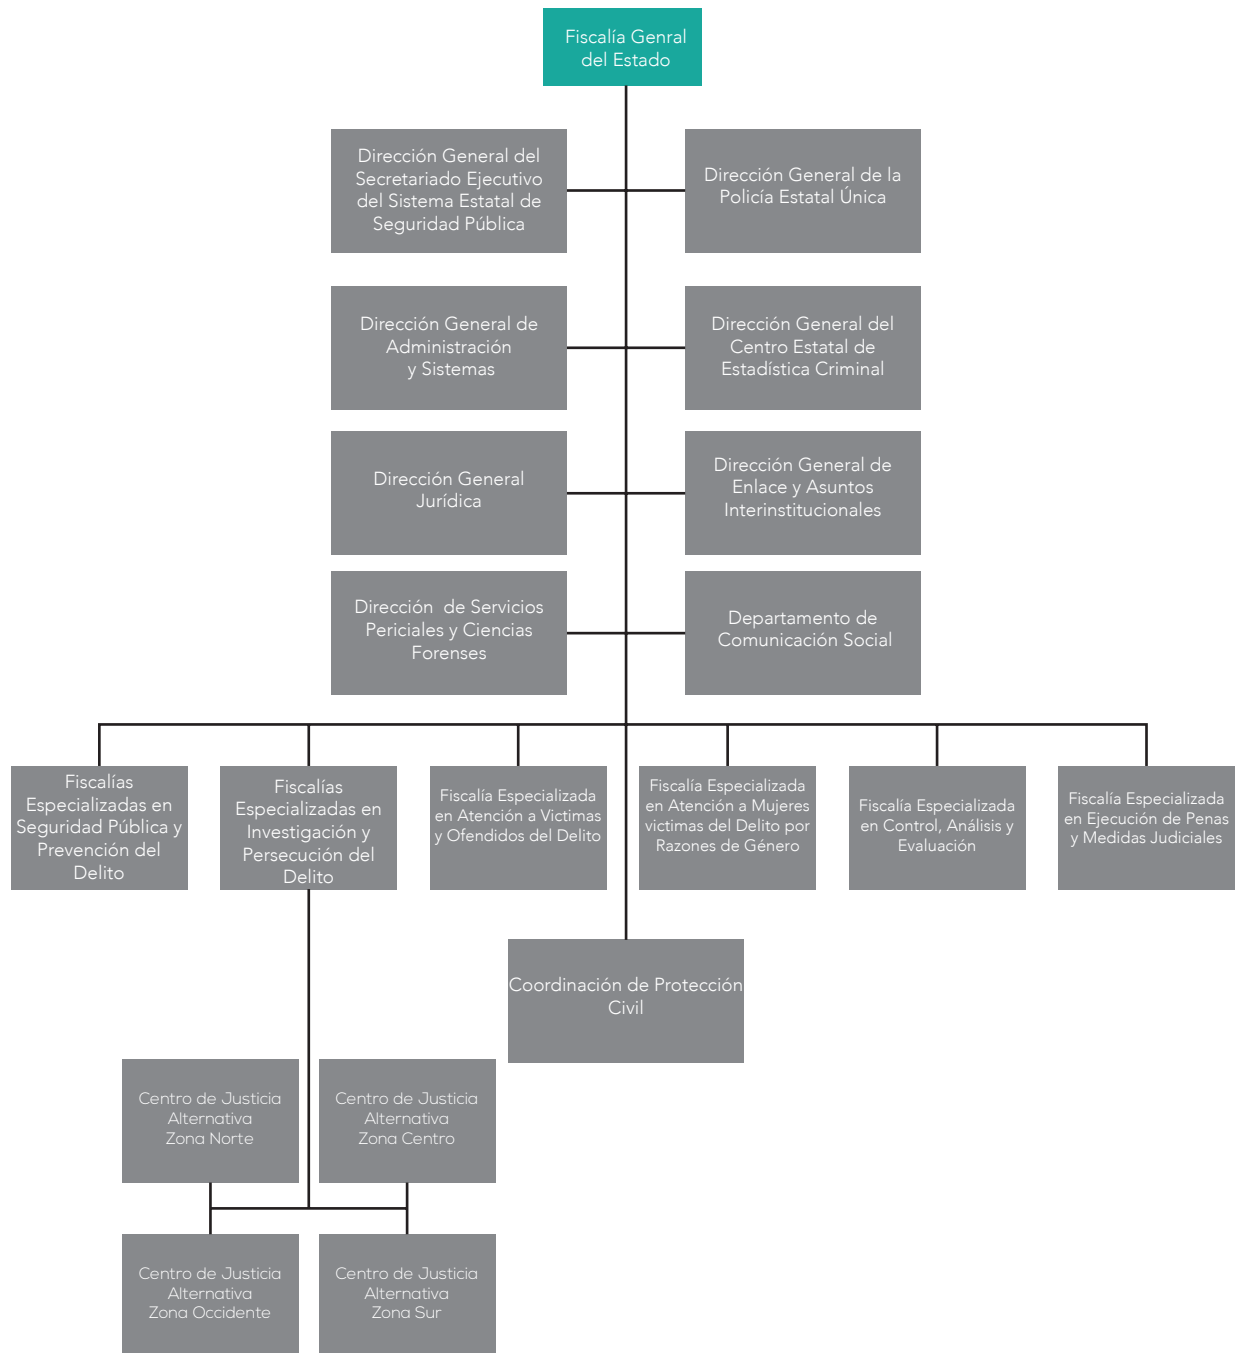 Fiscalía Genral
del Estado
Dirección General del
Secretariado Ejecutivo
del Sistema Estatal de
Seguridad Pública
Dirección General de la
Policía Estatal Única
Dirección General de
Administración
y Sistemas
Dirección General del
Centro Estatal de
Estadística Criminal
Dirección General
Jurídica
Dirección General de
Enlace y Asuntos
Interinstitucionales
Dirección de Servicios
Periciales y Ciencias
Forenses
Departamento de
Comunicación Social
Fiscalías
Especializadas en
Seguridad Pública y
Prevención del
Delito
Fiscalías
Especializadas en
Investigación y
Persecución del
Delito
Fiscalía Especializada
en Atención a Victimas
y Ofendidos del Delito
Fiscalía Especializada
en Atención a Mujeres
victimas del Delito por
Razones de Género
Fiscalía Especializada
en Control, Análisis y
Evaluación
Fiscalía Especializada
en Ejecución de Penas
y Medidas Judiciales
Coordinación de Protección
Civil
Centro de Justicia
Alternativa
Zona Norte
Centro de Justicia
Alternativa
Zona Centro
Centro de Justicia
Alternativa
Zona Occidente
Centro de Justicia
Alternativa
Zona Sur